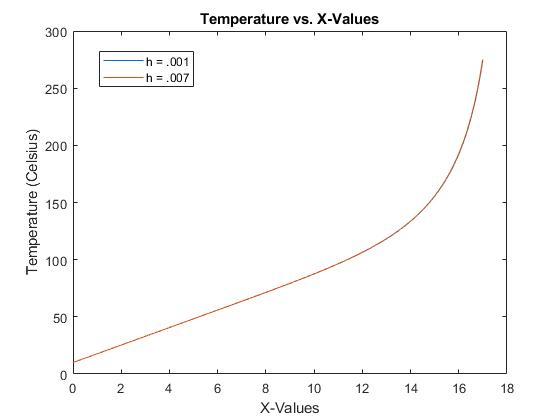 Temperature vs. X-Values
300
250
200
150
100
50
0
Temperature (Celsius)
h = .001
h = .007
0 2 4 6 8 10 12 14 16 18
X-Values